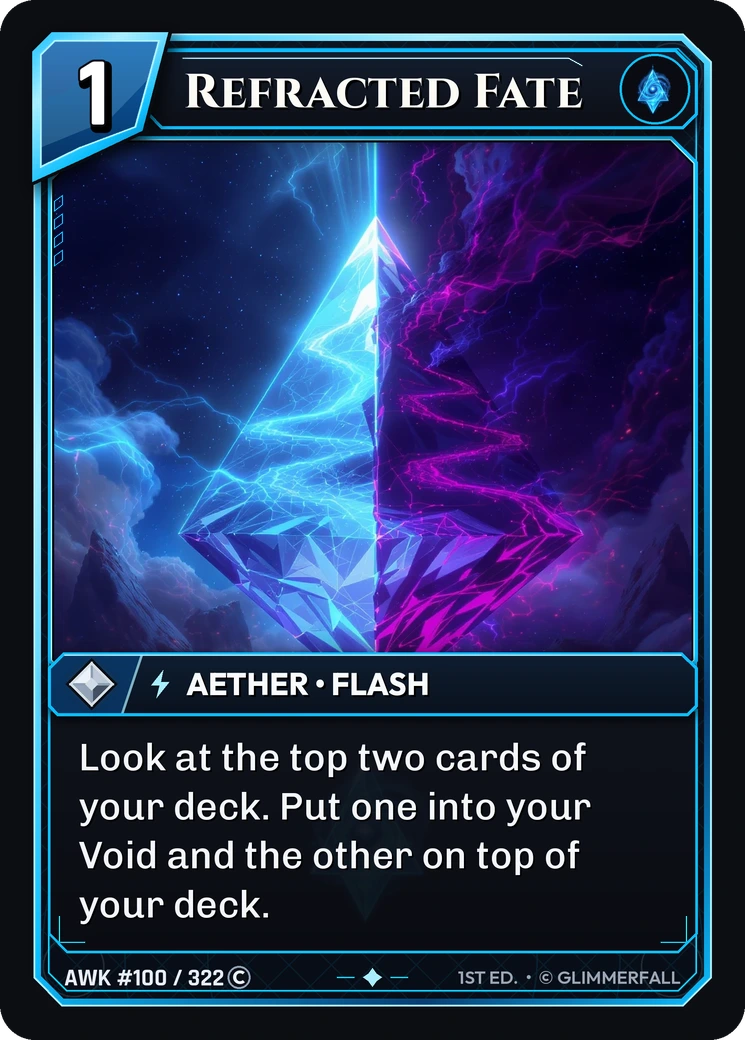 1
REFRACTED FATE
AETHER • FLASH
Look at the top two cards of
your deck. Put one into your
Void and the other on top of
your deck.
AWK #100 / 322 Ⓒ
1ST ED. • © GLIMMERFALL